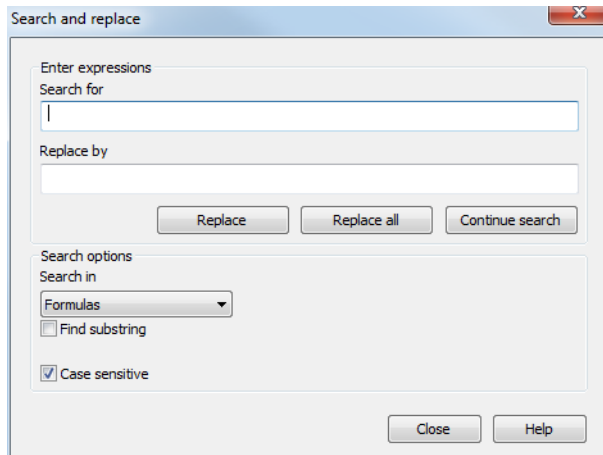 Search and replace
Enter expressions
Search for
Replace by
Replace Replace all Continue search
Search options
Search in
Formulas
Find substring
Case sensitive
Close Help